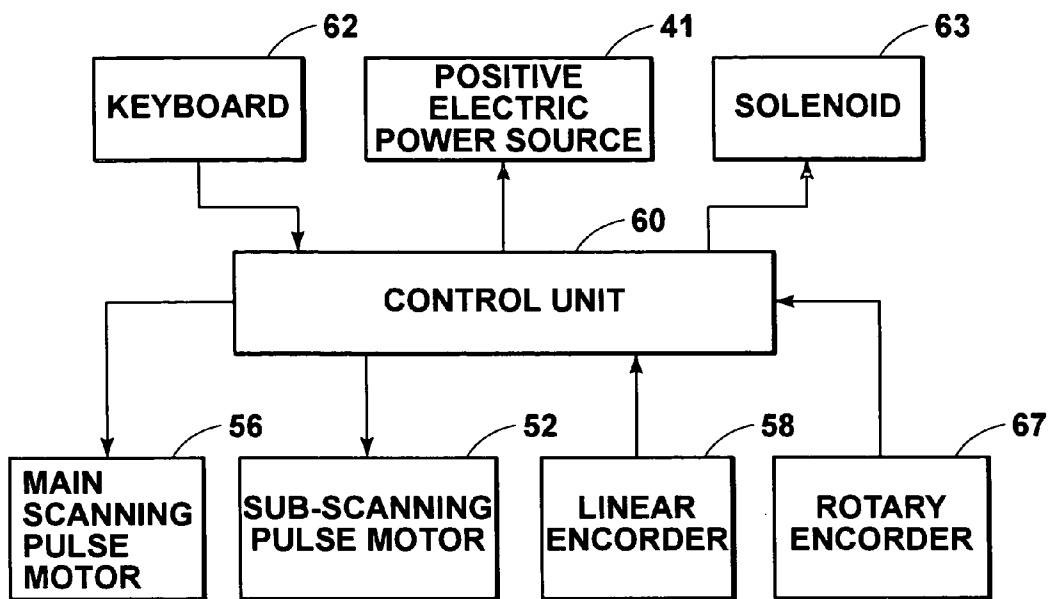 62
KEYBOARD
41
POSITIVE
ELECTRIC
POWER SOURCE
63
SOLENOID
60
CONTROL UNIT
56
MAIN
SCANNING
PULSE
MOTOR
52
SUB-SCANNING
PULSE MOTOR
58
LINEAR
ENCORDER
67
ROTARY
ENCORDER